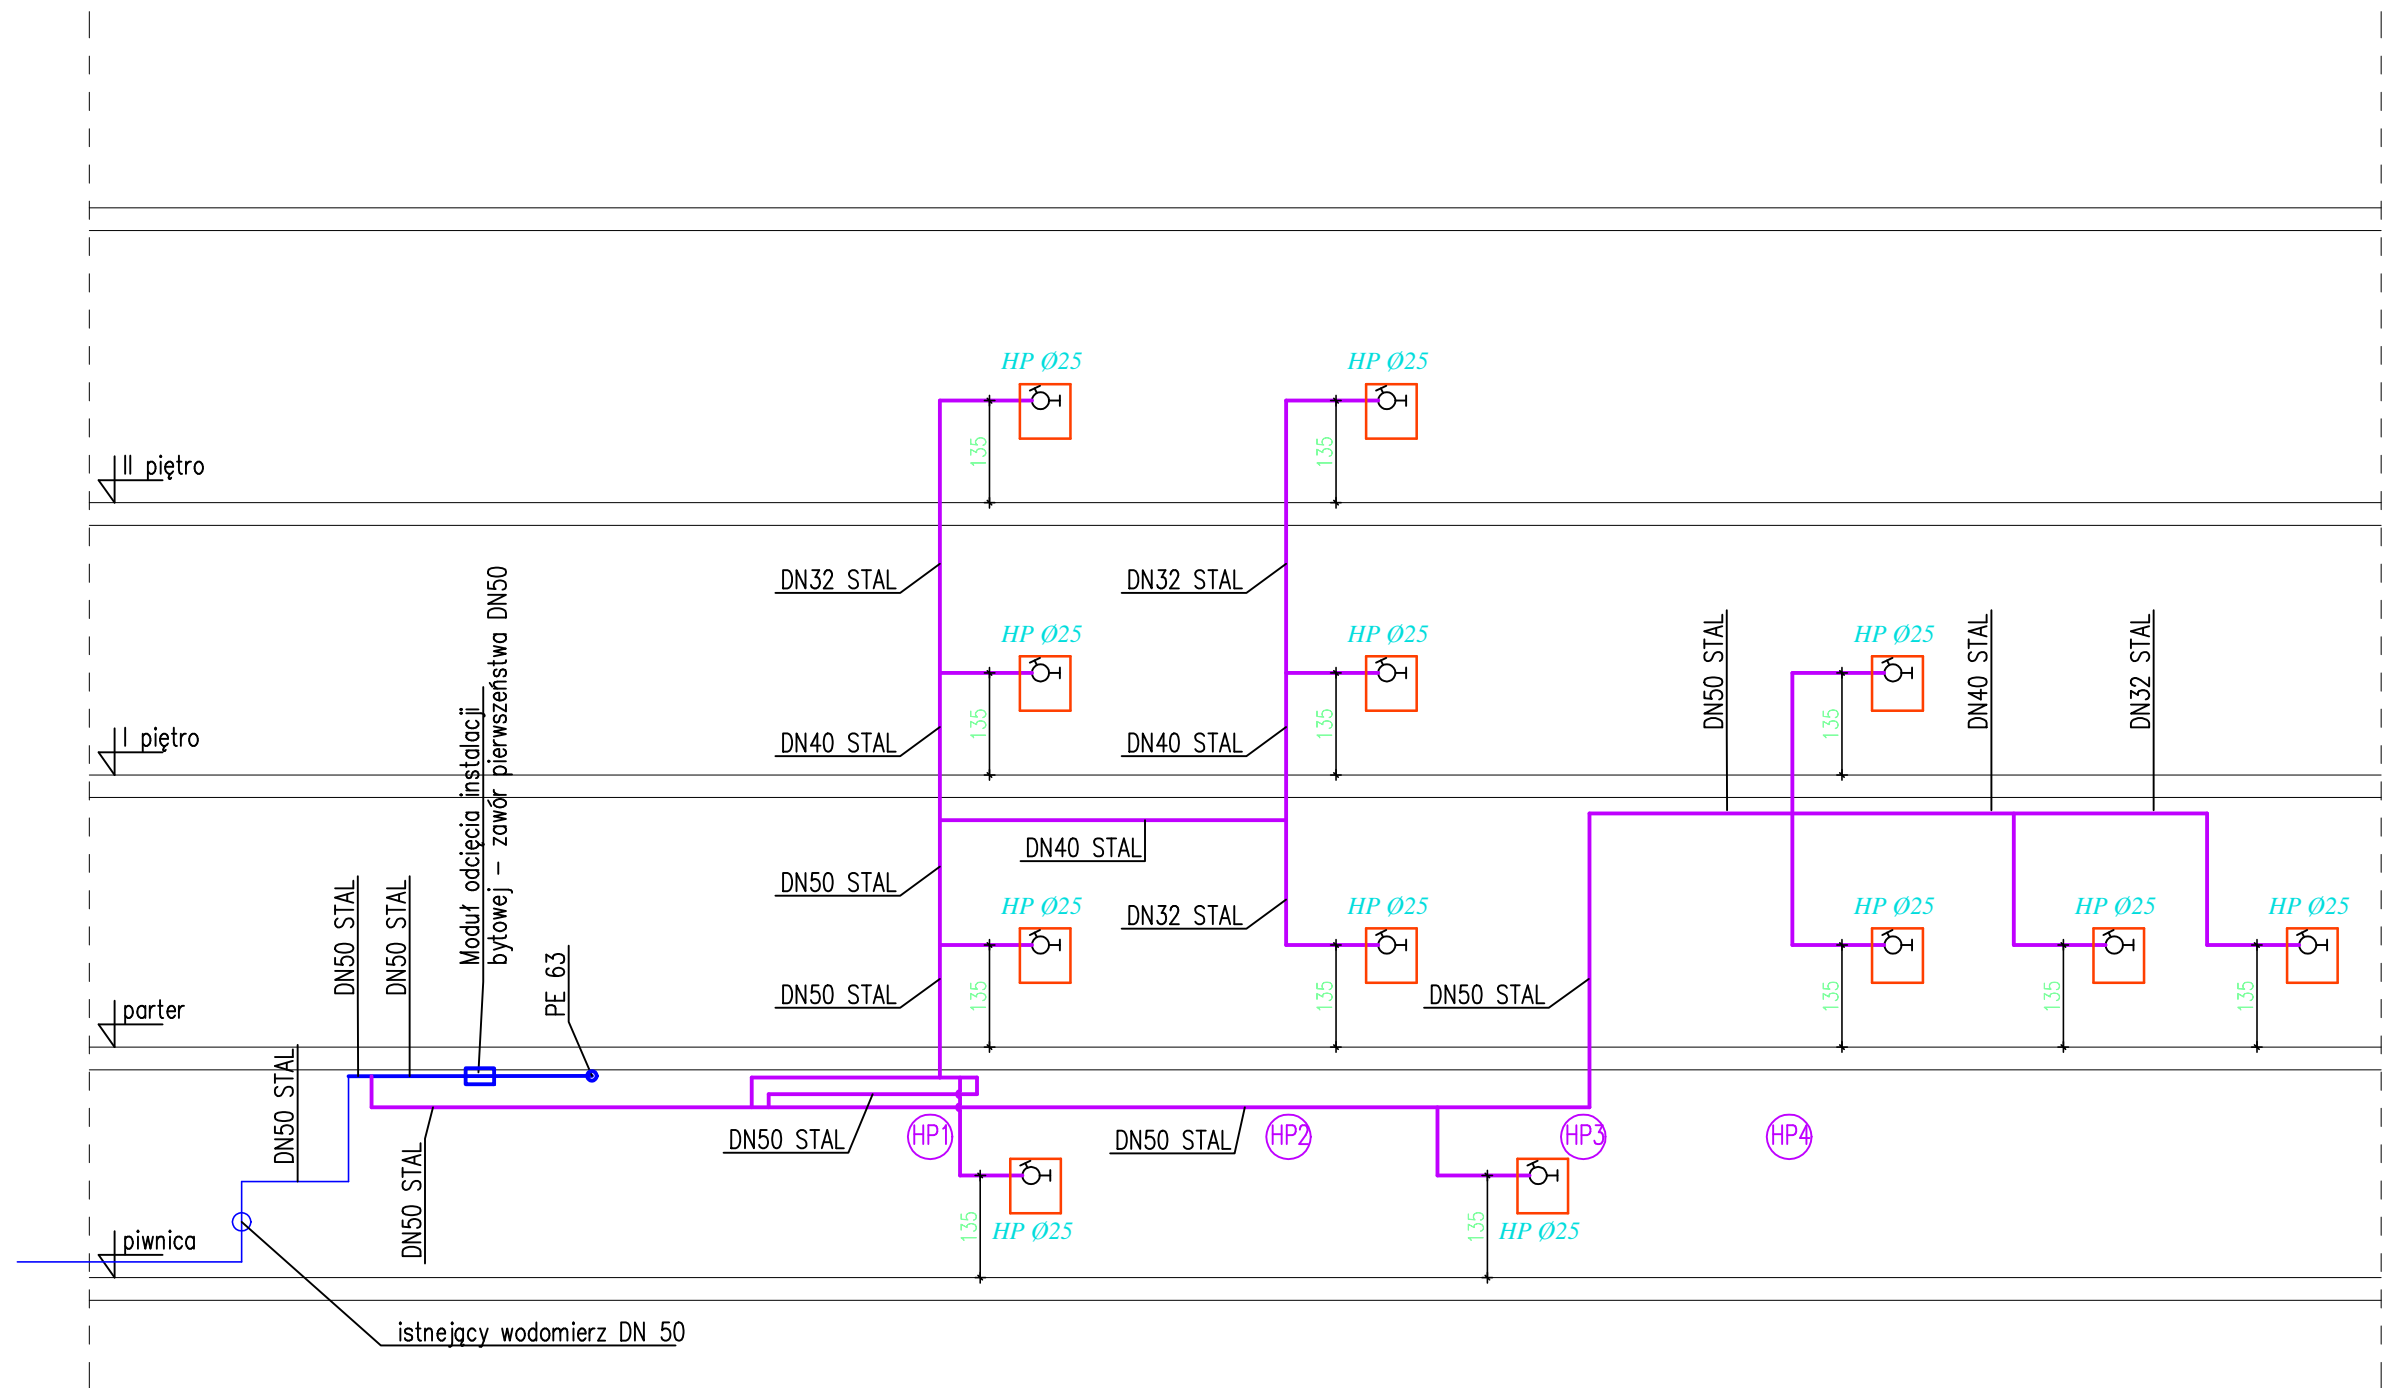 HP Ø25
HP Ø25
135
135
II piętro
DN32 STAL
DN32 STAL
HP Ø25
HP Ø25
HP Ø25
DN50 STAL
DN40 STAL
DN32 STAL
135
135
135
I piętro
DN40 STAL
DN40 STAL
Moduł odcięcia instalacji
bytowej - zawór pierwszeństwa DN50
DN40 STAL
DN50 STAL
DN32 STAL
HP Ø25
HP Ø25
HP Ø25
HP Ø25
HP Ø25
DN50 STAL
DN50 STAL
PE 63
DN50 STAL
DN50 STAL
135
135
135
135
135
parter
DN50 STAL
DN50 STAL
DN50 STAL
DN50 STAL
HP1
HP2
HP3
HP4
135
HP Ø25
135
HP Ø25
piwnica
istnejący wodomierz DN 50